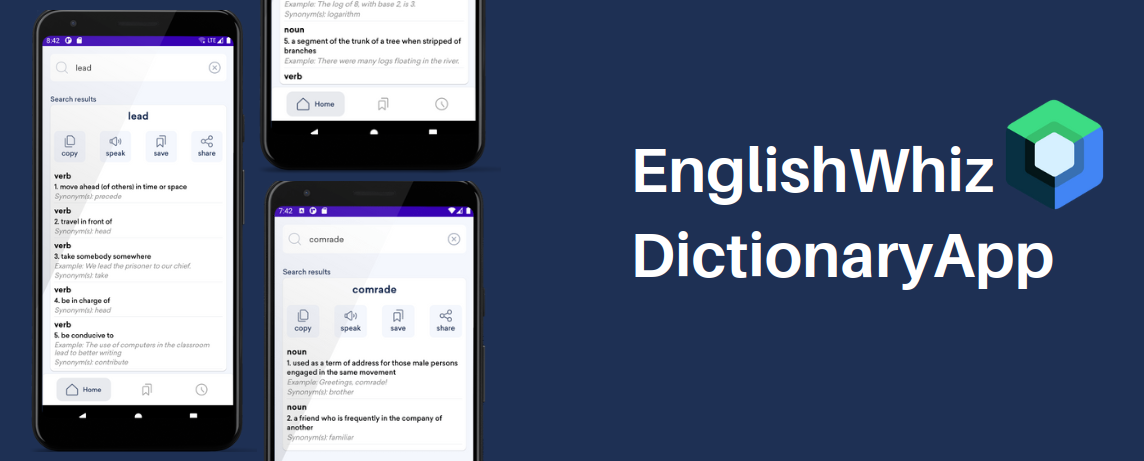 8:42 LTE
lead
Search results
lead
copy speak save share
verb
1. move ahead (of others) in time or space
Synonym(s): precede
verb
2. travel in front of
Synonym(s): head
verb
3. take somebody somewhere
Example: We lead the prisoner to our chief.
Synonym(s): take
verb
4. be in charge of
Synonym(s): head
verb
5. be conducive to
Example: The use of computers in the classroom
lead to better writing
Synonym(s): contribute
Home
Example: The log of 8, with base 2, is 3.
Synonym(s): logarithm
noun
5. a segment of the trunk of a tree when stripped of
branches
Example: There were many logs floating in the river.
verb
Home
7:42
comrade
Search results
comrade
copy speak save share
noun
1. used as a term of address for those male persons
engaged in the same movement
Example: Greetings, comrade!
Synonym(s): brother
noun
2. a friend who is frequently in the company of
another
Synonym(s): familiar
EnglishWhiz
DictionaryApp